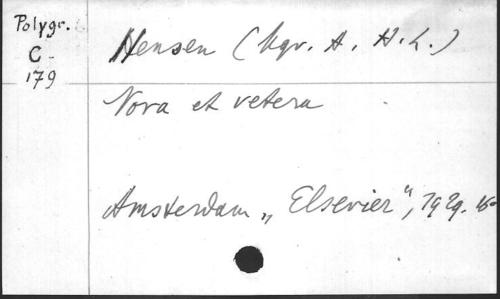 Polygr.
C
179
Hensen (Mgr. A. H. L.)
Nova et vetera
Amsterdam „Elsevier", 1929.